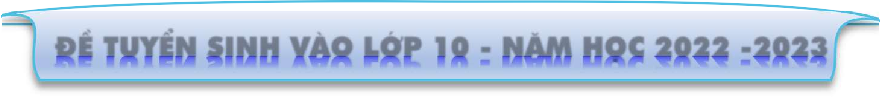 ĐỀ TUYỂN SINH VÀO LỚP 10 - NĂM HỌC 2022 -2023